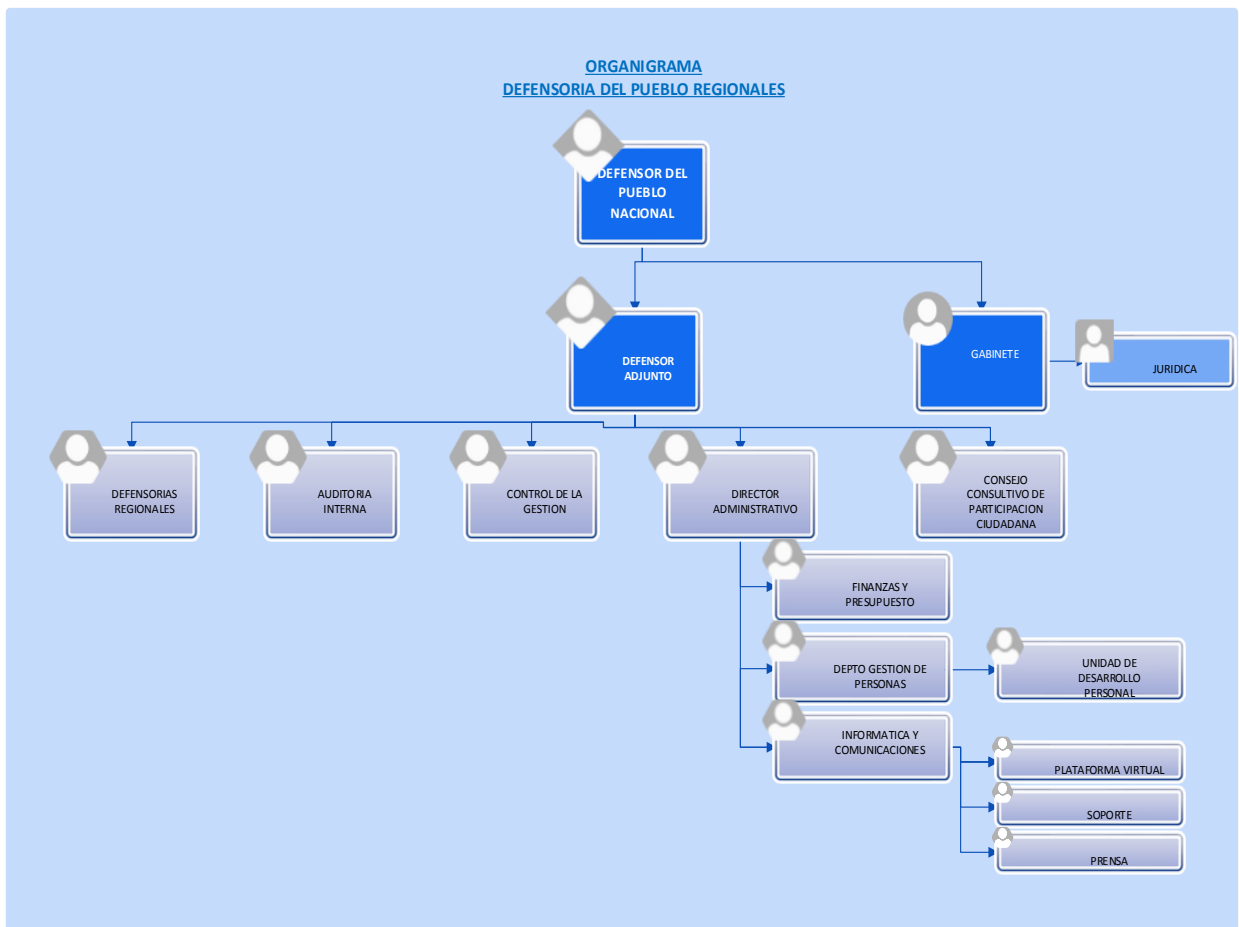 ORGANIGRAMA
DEFENSORIA DEL PUEBLO REGIONALES
DEFENSOR DEL
PUEBLO
NACIONAL
DEFENSOR
ADJUNTO
GABINETE
JURIDICA
DEFENSORIAS
REGIONALES
AUDITORIA
INTERNA
CONTROL DE LA
GESTION
DIRECTOR
ADMINISTRATIVO
CONSEJO
CONSULTIVO DE
PARTICIPACION
CIUDADANA
FINANZAS Y
PRESUPUESTO
DEPTO GESTION DE
PERSONAS
UNIDAD DE
DESARROLLO
PERSONAL
INFORMATICA Y
COMUNICACIONES
PLATAFORMA VIRTUAL
SOPORTE
PRENSA